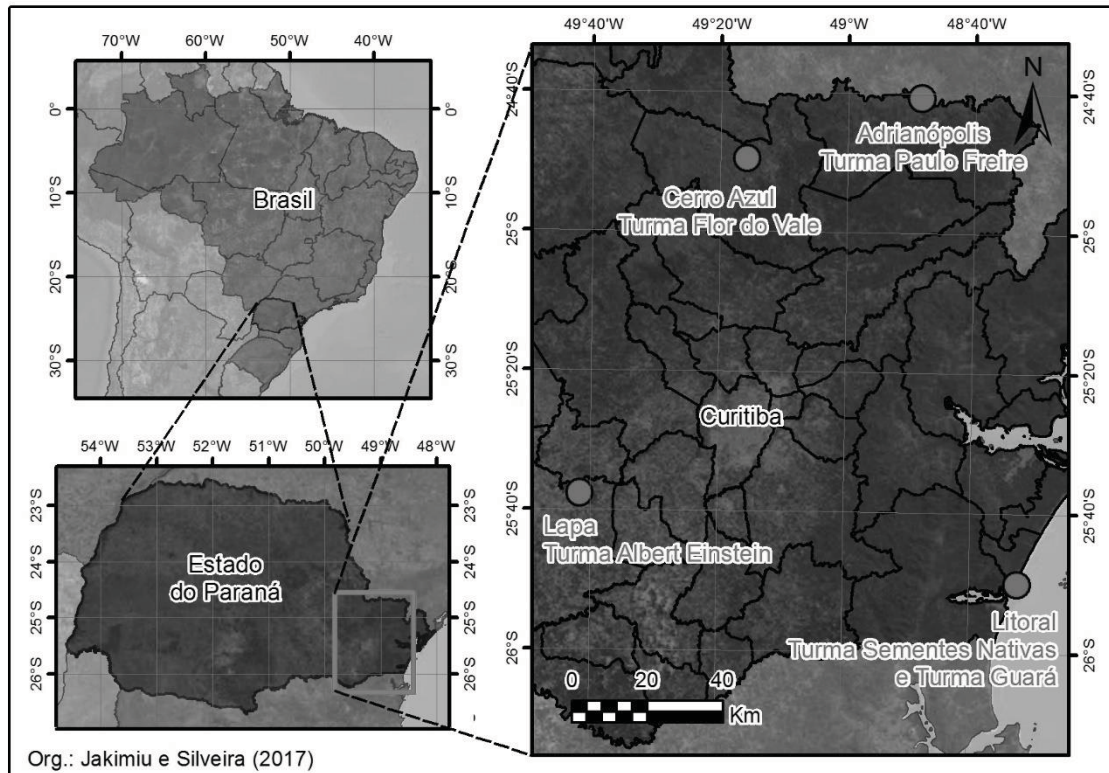 70°W 60°W 50°W 40°W
0° 0°
10°S 10°S
20°S 20°S
30°S 30°S
Brasil
54°W 53°W 52°W 51°W 50°W 49°W 48°W
23°S 23°S
24°S 24°S
25°S 25°S
26°S 26°S
Estado
do Paraná
Org.: Jakimiu e Silveira (2017)
49°40'W 49°20'W 49°W 48°40'W
24°40'S 24°40'S
25°S 25°S
25°20'S 25°20'S
25°40'S 25°40'S
26°S 26°S
N
Adrianópolis
Turma Paulo Freire
Cerro Azul
Turma Flor do Vale
Curitiba
Lapa
Turma Albert Einstein
Litoral
Turma Sementes Nativas
e Turma Guará
0 20 40
Km